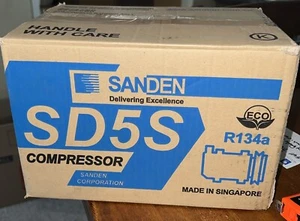 HANDLE
WITH CARE
K
SANDEN
Delivering Excellence
SD5S
ECO
R134a
COMPRESSOR
SANDEN
CORPORATION
MADE IN SINGAPORE